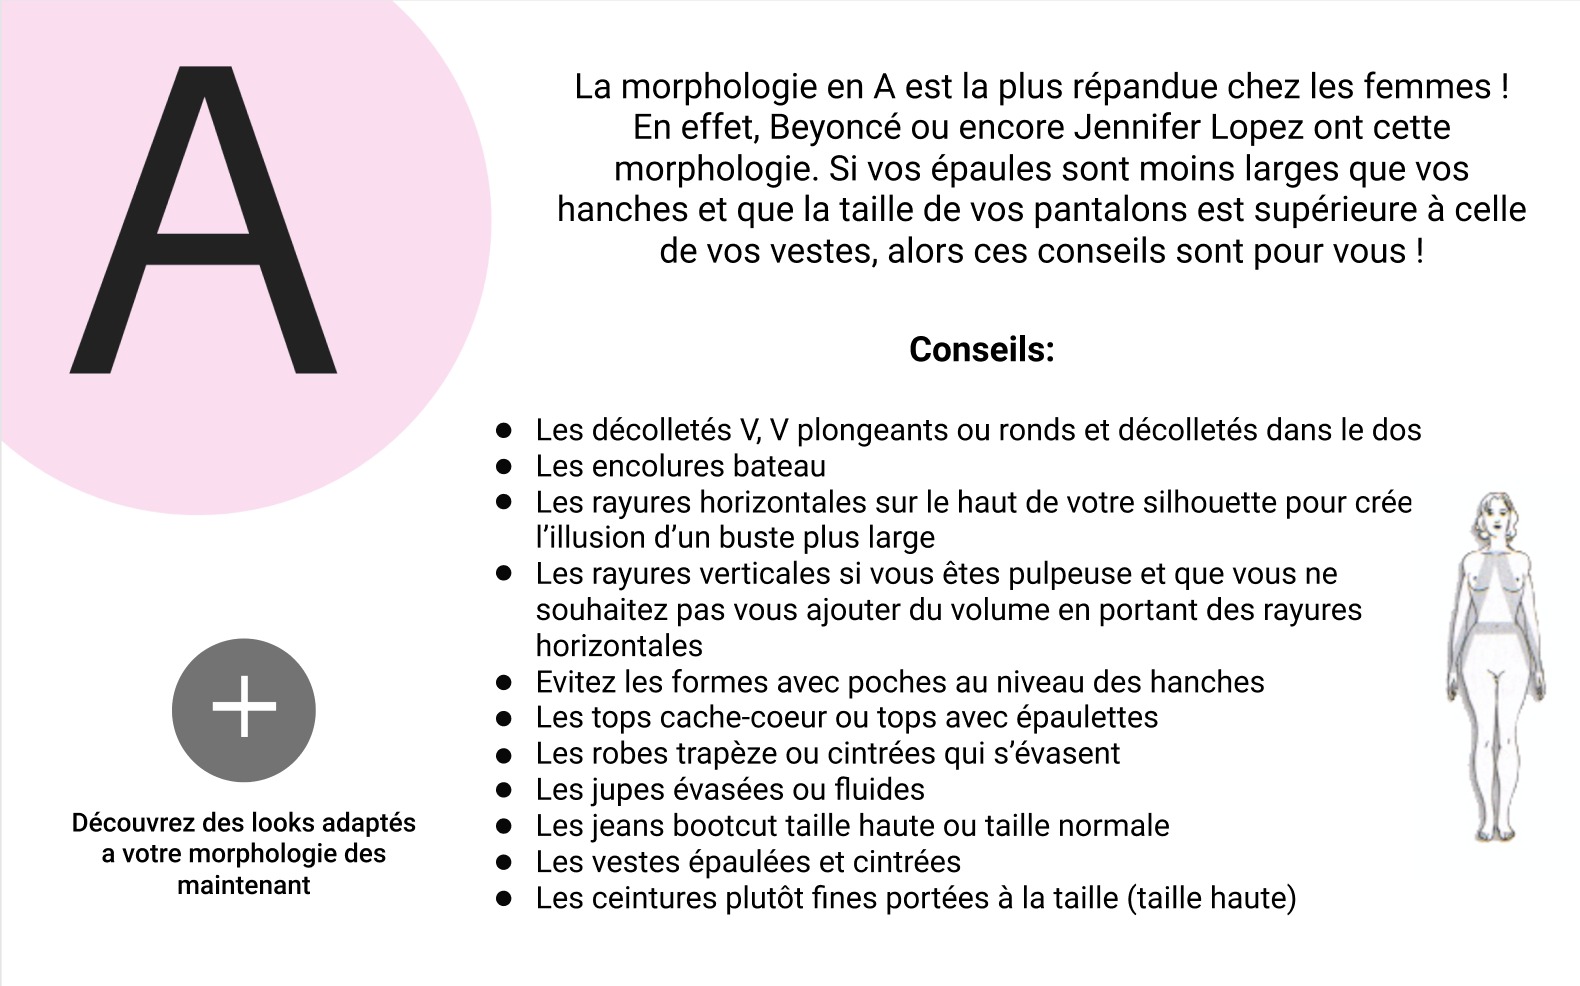 A
La morphologie en A est la plus répandue chez les femmes !
En effet, Beyoncé ou encore Jennifer Lopez ont cette
morphologie. Si vos épaules sont moins larges que vos
hanches et que la taille de vos pantalons est supérieure à celle
de vos vestes, alors ces conseils sont pour vous !
Conseils:
● Les décolletés V, V plongeants ou ronds et décolletés dans le dos
● Les encolures bateau
● Les rayures horizontales sur le haut de votre silhouette pour crée
l’illusion d’un buste plus large
● Les rayures verticales si vous êtes pulpeuse et que vous ne
souhaitez pas vous ajouter du volume en portant des rayures
horizontales
● Evitez les formes avec poches au niveau des hanches
● Les tops cache-coeur ou tops avec épaulettes
● Les robes trapèze ou cintrées qui s’évasent
● Les jupes évasées ou fluides
● Les jeans bootcut taille haute ou taille normale
● Les vestes épaulées et cintrées
● Les ceintures plutôt fines portées à la taille (taille haute)
+
Découvrez des looks adaptés
a votre morphologie des
maintenant